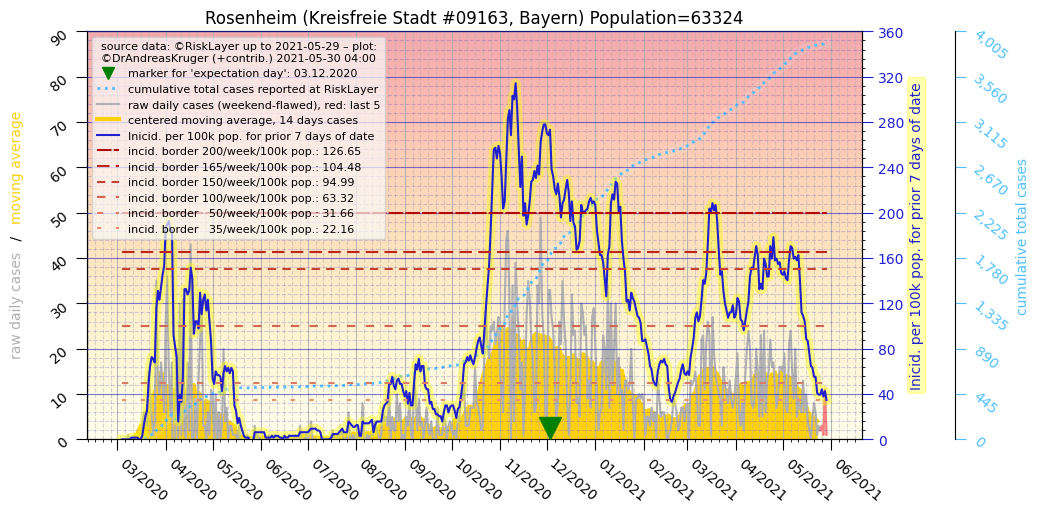 Rosenheim (Kreisfreie Stadt #09163, Bayern) Population=63324
source data: ©RiskLayer up to 2021-05-29 – plot:
©DrAndreasKruger (+contrib.) 2021-05-30 04:00
marker for 'expectation day': 03.12.2020
cumulative total cases reported at RiskLayer
raw daily cases (weekend-flawed), red: last 5
centered moving average, 14 days cases
Inicid. per 100k pop. for prior 7 days of date
incid. border 200/week/100k pop.: 126.65
incid. border 165/week/100k pop.: 104.48
incid. border 150/week/100k pop.: 94.99
incid. border 100/week/100k pop.: 63.32
incid. border   50/week/100k pop.: 31.66
incid. border   35/week/100k pop.: 22.16
raw daily cases  /  moving average
90
80
70
60
50
40
30
20
10
0
360
320
280
240
200
160
120
80
40
0
Inicid. per 100k pop. for prior 7 days of date
4,005
3,560
3,115
2,670
2,225
1,780
1,335
890
445
0
cumulative total cases
03/2020
04/2020
05/2020
06/2020
07/2020
08/2020
09/2020
10/2020
11/2020
12/2020
01/2021
02/2021
03/2021
04/2021
05/2021
06/2021